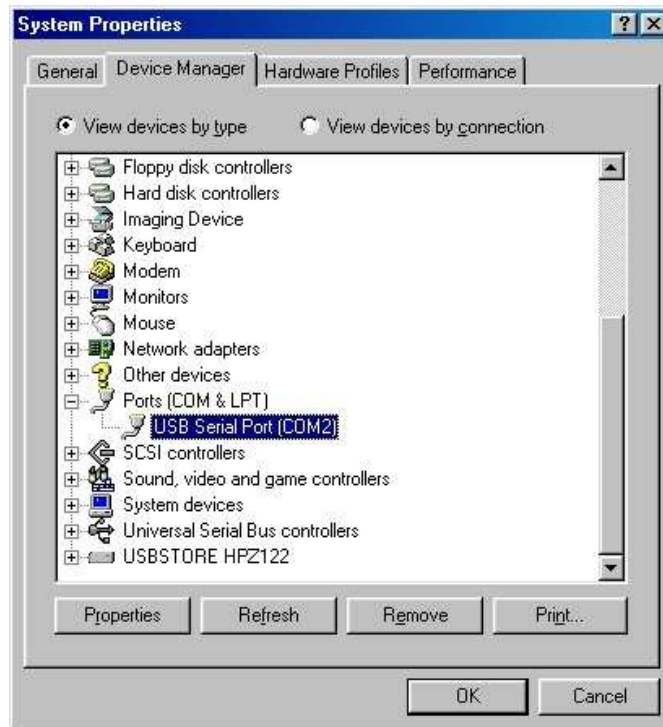 System Properties
General Device Manager Hardware Profiles Performance
View devices by type View devices by connection
Floppy disk controllers
Hard disk controllers
Imaging Device
Keyboard
Modem
Monitors
Mouse
Network adapters
Other devices
Ports (COM & LPT)
USB Serial Port (COM2)
SCSI controllers
Sound, video and game controllers
System devices
Universal Serial Bus controllers
USBSTORE HPZ122
Properties Refresh Remove Print...
OK Cancel